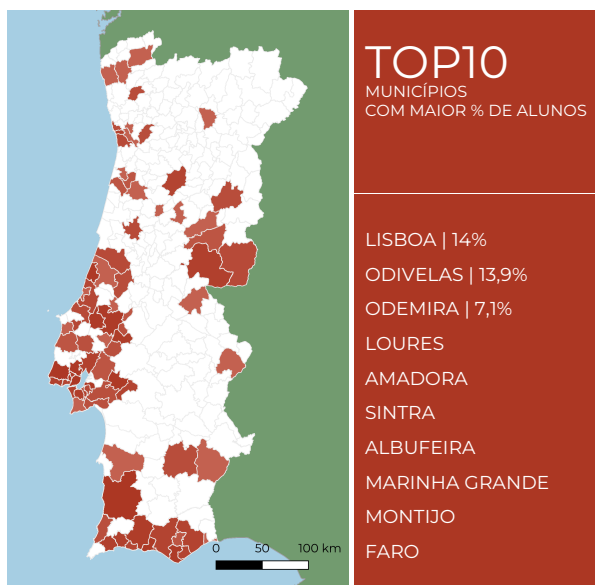 TOP10
MUNICÍPIOS
COM MAIOR % DE ALUNOS
LISBOA | 14%
ODIVELAS | 13,9%
ODEMIRA | 7,1%
LOURES
AMADORA
SINTRA
ALBUFEIRA
MARINHA GRANDE
MONTIJO
FARO
0 50 100 km